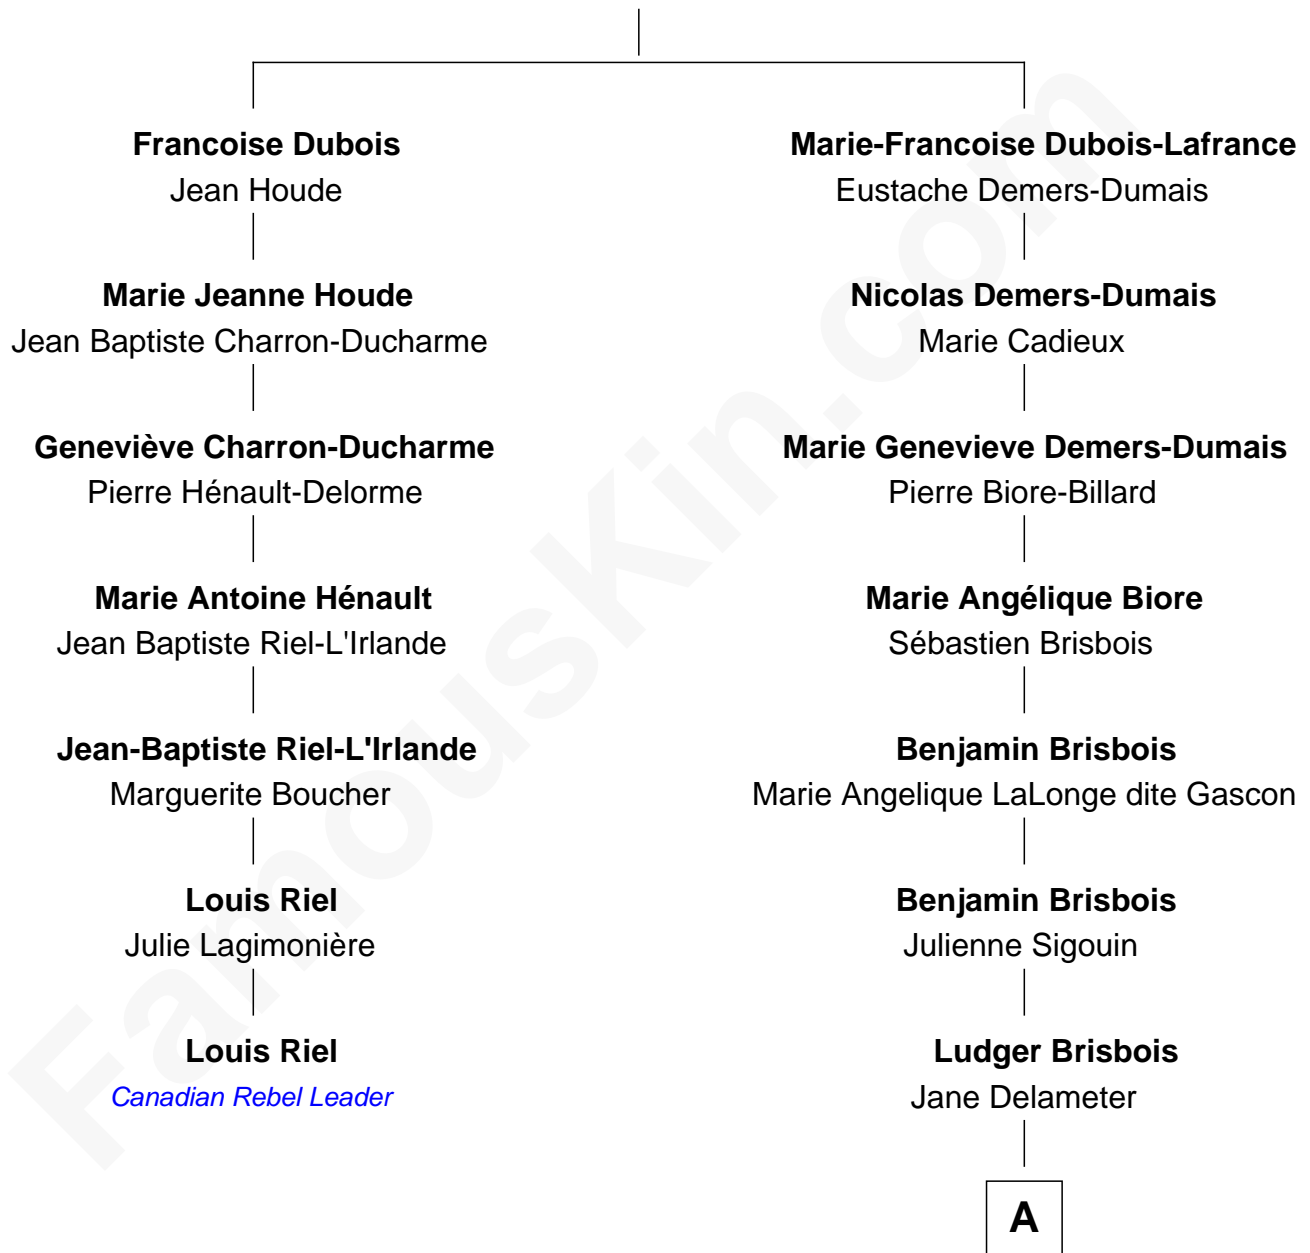 Francoise Dubois
Jean Houde
Marie Jeanne Houde
Jean Baptiste Charron-Ducharme
Geneviève Charron-Ducharme
Pierre Hénault-Delorme
Marie Antoine Hénault
Jean Baptiste Riel-L'Irlande
Jean-Baptiste Riel-L'Irlande
Marguerite Boucher
Louis Riel
Julie Lagimonière
Louis Riel
Canadian Rebel Leader
Marie-Francoise Dubois-Lafrance
Eustache Demers-Dumais
Nicolas Demers-Dumais
Marie Cadieux
Marie Genevieve Demers-Dumais
Pierre Biore-Billard
Marie Angélique Biore
Sébastien Brisbois
Benjamin Brisbois
Marie Angelique LaLonge dite Gascon
Benjamin Brisbois
Julienne Sigouin
Ludger Brisbois
Jane Delameter
A
FamousKin.com